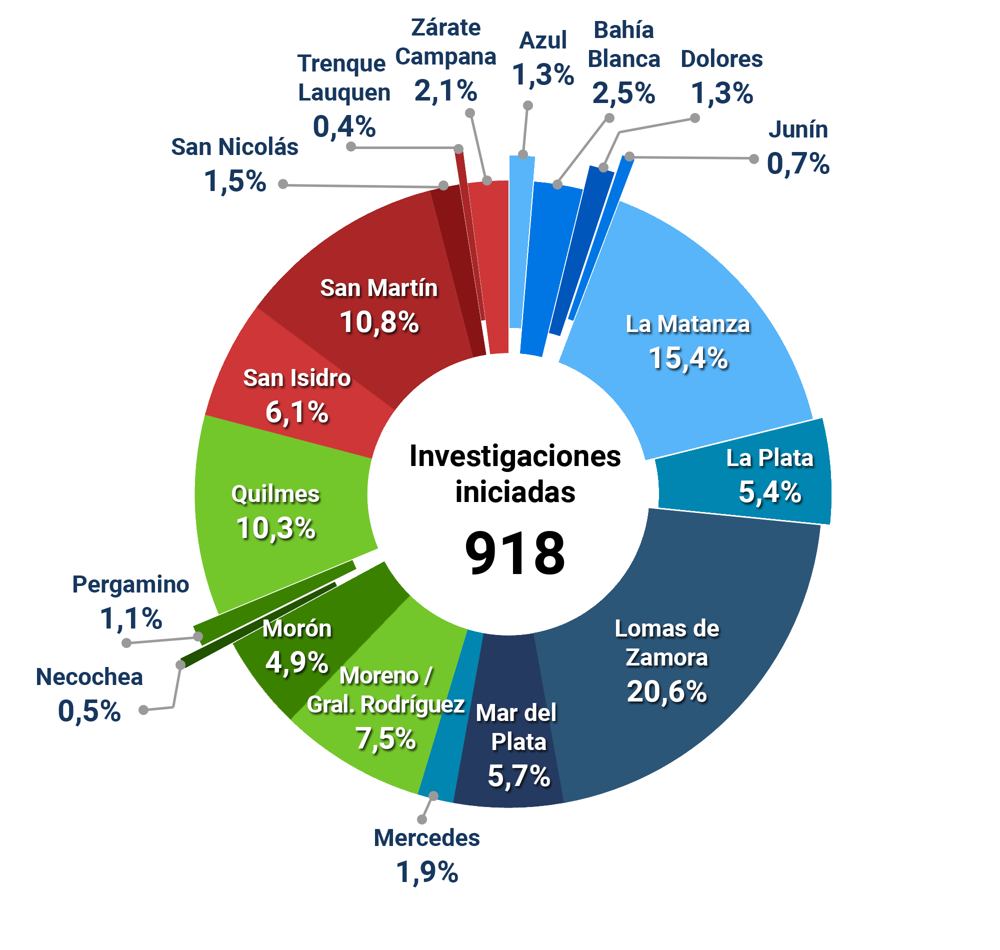 Zárate
Campana
2,1%
Azul
1,3%
Bahía
Blanca
2,5%
Dolores
1,3%
Trenque
Lauquen
0,4%
Junín
0,7%
San Nicolás
1,5%
San Martín
10,8%
La Matanza
15,4%
San Isidro
6,1%
La Plata
5,4%
Investigaciones
iniciadas
918
Quilmes
10,3%
Pergamino
1,1%
Necochea
0,5%
Morón
4,9%
Moreno /
Gral. Rodríguez
7,5%
Mar del
Plata
5,7%
Lomas de
Zamora
20,6%
Mercedes
1,9%